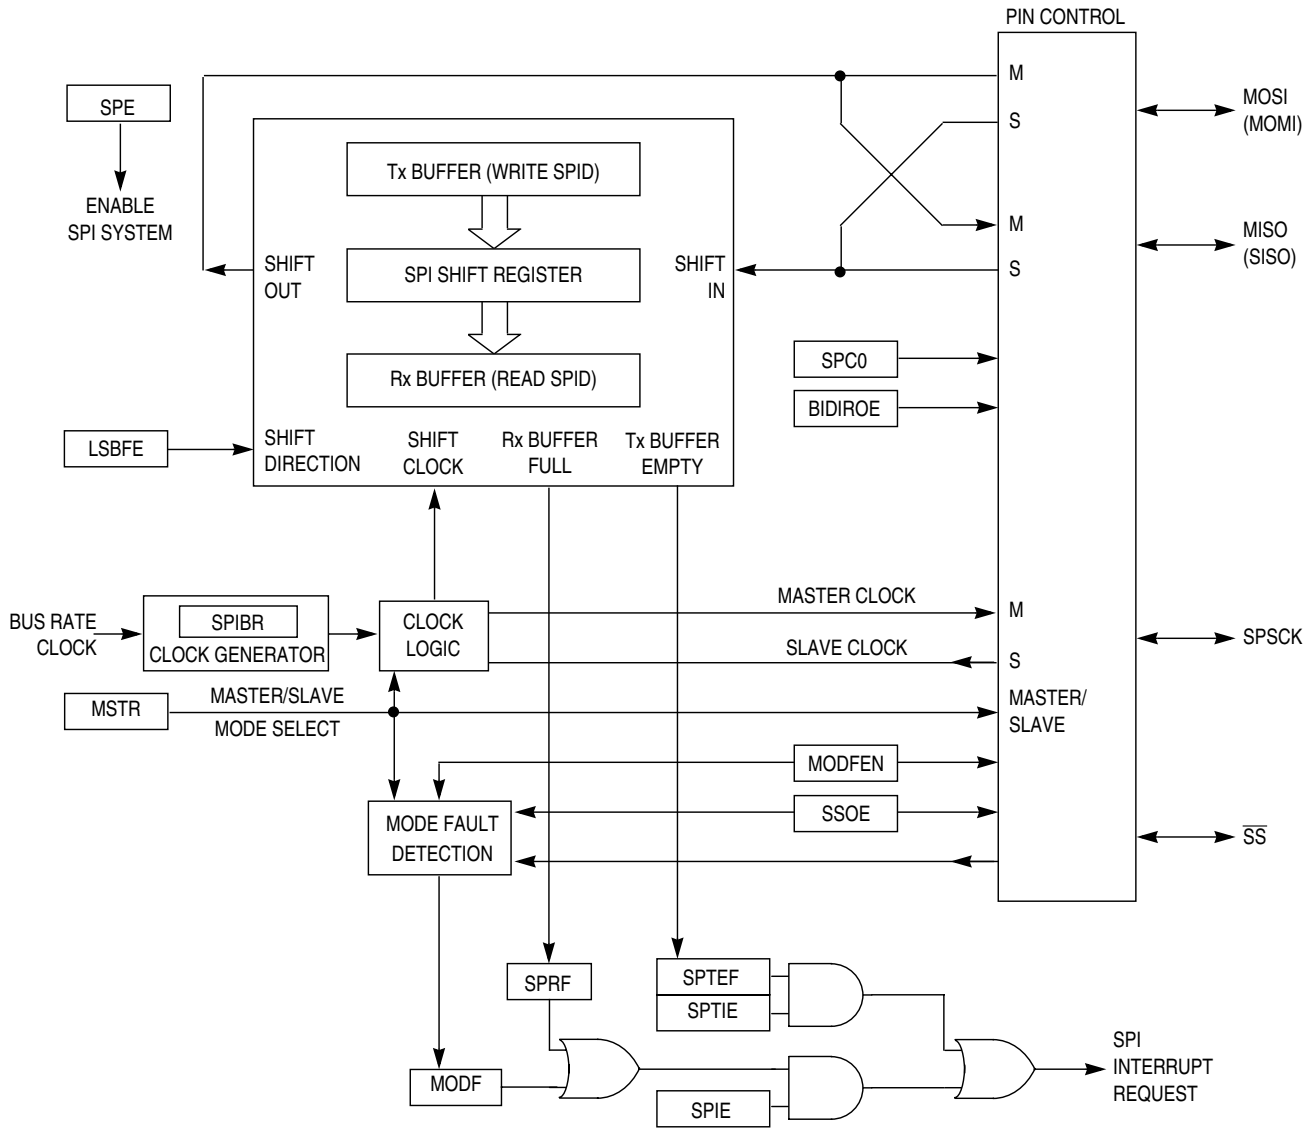 PIN CONTROL
M
S
M
S
MOSI
(MOMI)
MISO
(SISO)
SPE
ENABLE
SPI SYSTEM
Tx BUFFER (WRITE SPID)
SPI SHIFT REGISTER
Rx BUFFER (READ SPID)
SHIFT
OUT
SHIFT
IN
SPC0
BIDIROE
LSBFE
SHIFT
DIRECTION
SHIFT
CLOCK
Rx BUFFER
FULL
Tx BUFFER
EMPTY
BUS RATE
CLOCK
SPIBR
CLOCK GENERATOR
CLOCK
LOGIC
MASTER CLOCK
M
SLAVE CLOCK
S
SPSCK
MSTR
MASTER/SLAVE
MODE SELECT
MASTER/
SLAVE
MODFEN
SSOE
MODE FAULT
DETECTION
SS
SPRF
SPTEF
SPTIE
MODF
SPIE
SPI
INTERRUPT
REQUEST